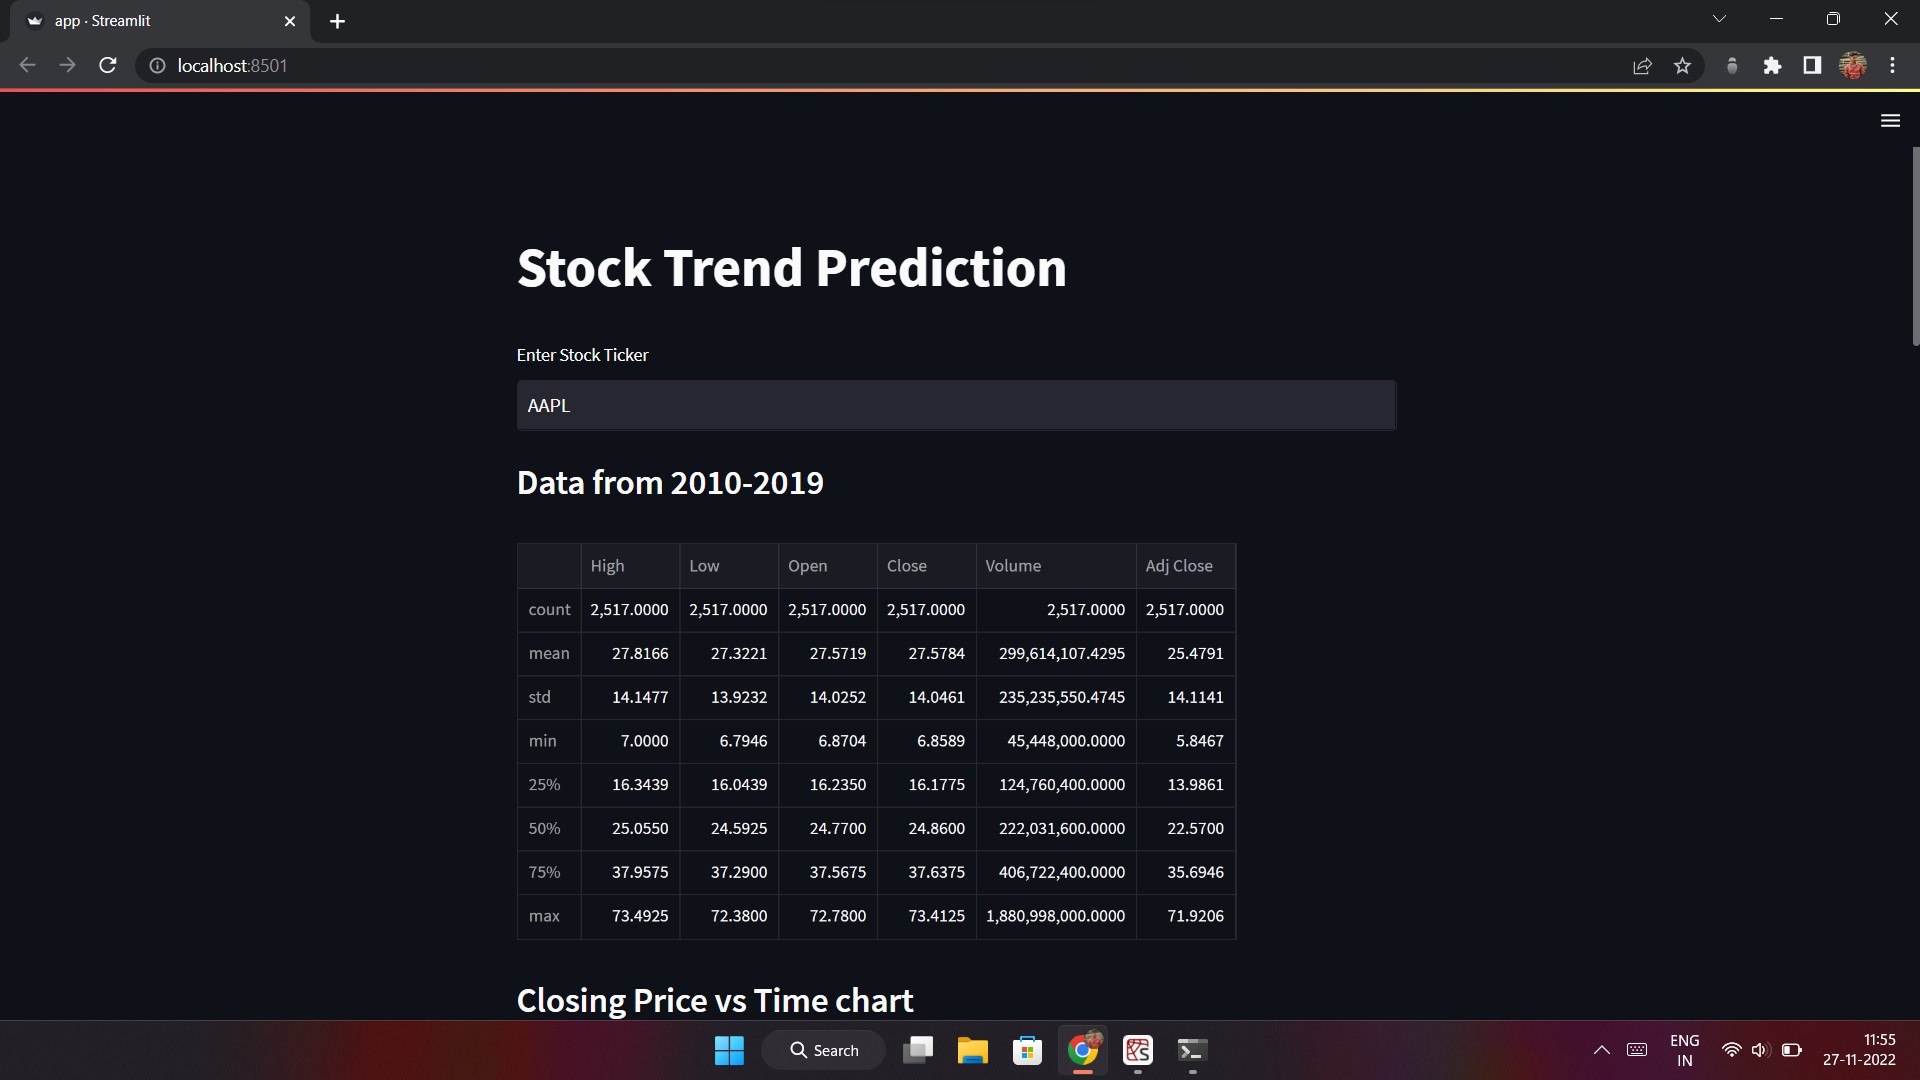 app · Streamlit
localhost:8501
Stock Trend Prediction
Enter Stock Ticker
AAPL
Data from 2010-2019
High Low Open Close Volume Adj Close
count 2,517.0000 2,517.0000 2,517.0000 2,517.0000 2,517.0000 2,517.0000
mean 27.8166 27.3221 27.5719 27.5784 299,614,107.4295 25.4791
std 14.1477 13.9232 14.0252 14.0461 235,235,550.4745 14.1141
min 7.0000 6.7946 6.8704 6.8589 45,448,000.0000 5.8467
25% 16.3439 16.0439 16.2350 16.1775 124,760,400.0000 13.9861
50% 25.0550 24.5925 24.7700 24.8600 222,031,600.0000 22.5700
75% 37.9575 37.2900 37.5675 37.6375 406,722,400.0000 35.6946
max 73.4925 72.3800 72.7800 73.4125 1,880,998,000.0000 71.9206
Closing Price vs Time chart
Search
ENG
IN
11:55
27-11-2022